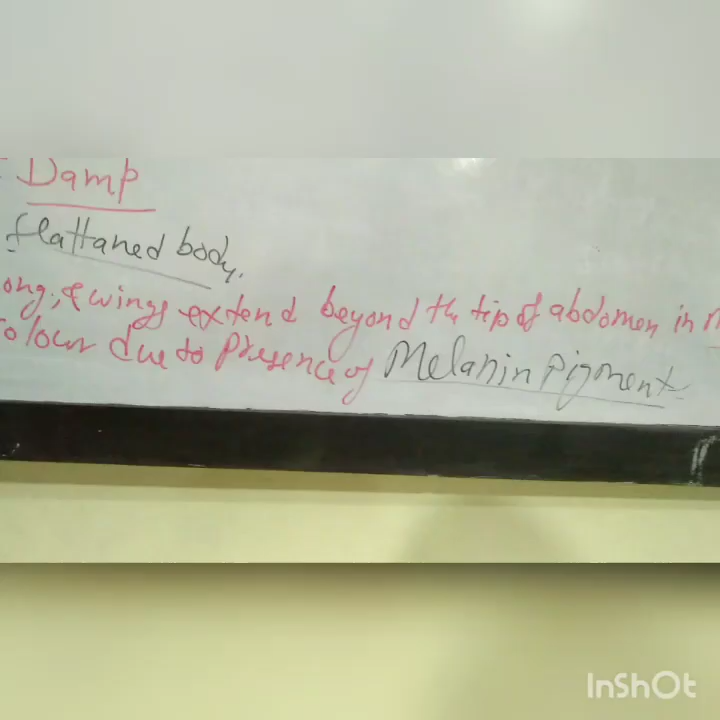 Damp
flattaned body.
ong, & wings extend beyond the tip of abdomen in
olour due to Presence of Melanin Pigment
InShOt